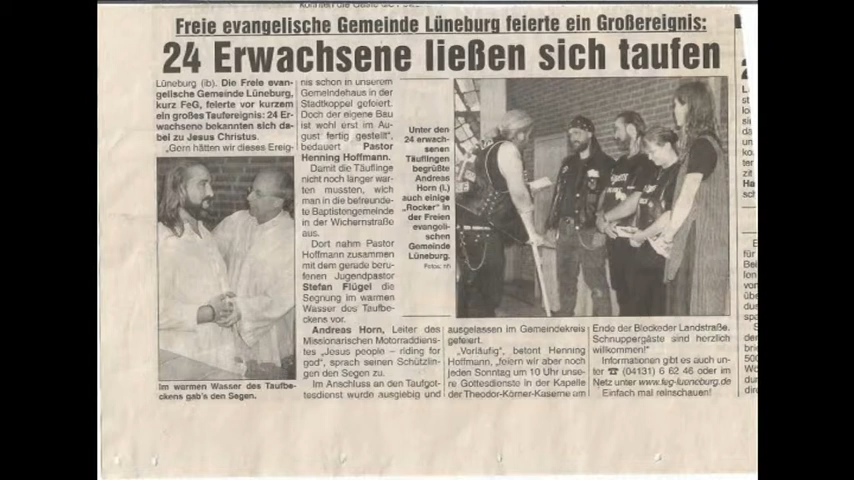 Freie evangelische Gemeinde Lüneburg feierte ein Großereignis:
24 Erwachsene ließen sich taufen
Lüneburg (ib). Die Freie evan-
gelische Gemeinde Lüneburg,
kurz FeG, feierte vor kurzem
ein großes Taufereignis: 24 Er-
wachsene bekannten sich da-
bei zu Jesus Christus.
„Gern hätten wir dieses Ereig-
nis schon in unserem
Gemeindehaus in der
Stadtkoppel gefeiert.
Doch der eigene Bau
ist wohl erst im August
fertig gestellt",
bedauert Pastor
Henning Hoffmann.
Damit die Täuflinge
nicht noch länger war-
ten mussten, wich
man in die befreunde-
te Baptistengemeinde
in der Wichernstraße
aus.
Dort nahm Pastor
Hoffmann zusammen
mit dem gerade beru-
fenen Jugendpastor
Stefan Flügel die
Segnung im warmen
Wasser des Taufbe-
ckens vor.
Andreas Horn, Leiter des
Missionarischen Motorraddiens-
tes „Jesus people – riding for
god", sprach seinen Schützlin-
gen den Segen zu.
Im Anschluss an den Taufgot-
tesdienst wurde ausgiebig und
ausgelassen im Gemeindekreis
gefeiert.
„Vorläufig", betont Henning
Hoffmann, „feiern wir aber noch
jeden Sonntag um 10 Uhr unse-
re Gottesdienste in der Kapelle
der Theodor-Körner-Kaserne am
Ende der Bleckeder Landstraße.
Schnuppergäste sind herzlich
willkommen!"
Informationen gibt es auch un-
ter ☎ (04131) 6 62 46 oder im
Netz unter www.feg-lueneburg.de.
Einfach mal reinschauen!
Im warmen Wasser des Taufbe-
ckens gab's den Segen.
Unter den
24 erwach-
senen
Täuflingen
begrüßte
Andreas
Horn (l.)
auch einige
„Rocker" in
der Freien
evangeli-
schen
Gemeinde
Lüneburg.